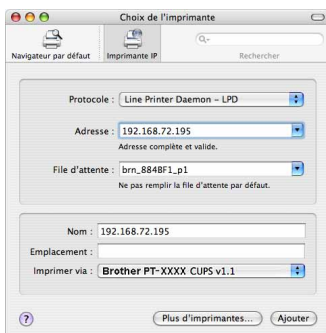 Choix de l'imprimante
Navigateur par défaut
Imprimante IP
Rechercher
Protocole : Line Printer Daemon – LPD
Adresse : 192.168.72.195
Adresse complète et valide.
File d'attente : brn_884BF1_p1
Ne pas remplir la file d'attente par défaut.
Nom : 192.168.72.195
Emplacement :
Imprimer via : Brother PT-XXXX CUPS v1.1
?
Plus d'imprimantes...
Ajouter